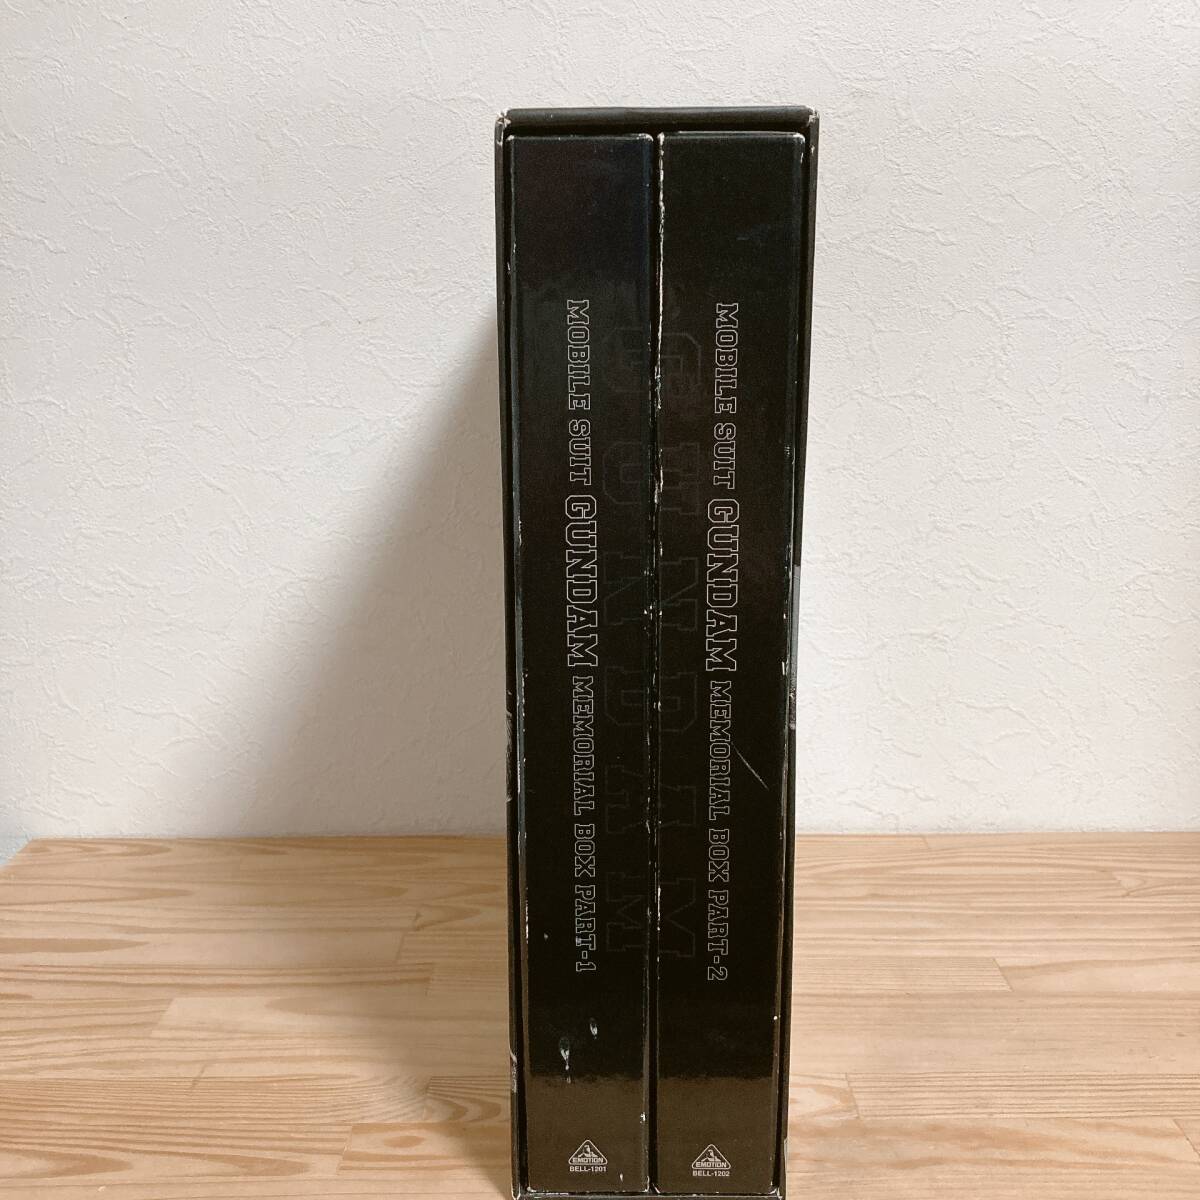 MOBILE SUIT GUNDAM MEMORIAL BOX PART-1
GUNDAM
EMOTION
BELL-1201
MOBILE SUIT GUNDAM MEMORIAL BOX PART-2
GUNDAM
EMOTION
BELL-1202